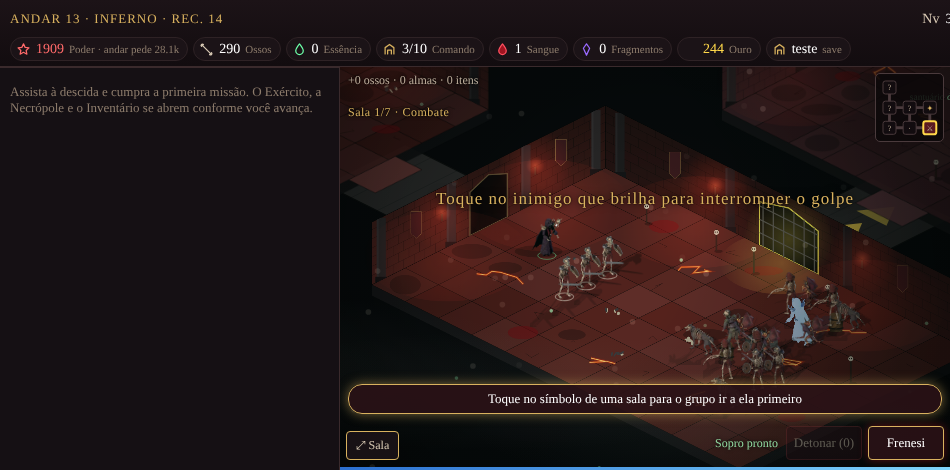 ANDAR 13 · INFERNO · REC. 14
Nv 3
1909 Poder · andar pede 28.1k
290 Ossos
0 Essência
3/10 Comando
1 Sangue
0 Fragmentos
244 Ouro
teste save
Assista à descida e cumpra a primeira missão. O Exército, a
Necrópole e o Inventário se abrem conforme você avança.
+0 ossos · 0 almas · 0 itens
Sala 1/7 · Combate
? 
? ? 
? ·
Toque no inimigo que brilha para interromper o golpe
Toque no símbolo de uma sala para o grupo ir a ela primeiro
Sala
Sopro pronto
Detonar (0)
Frenesi